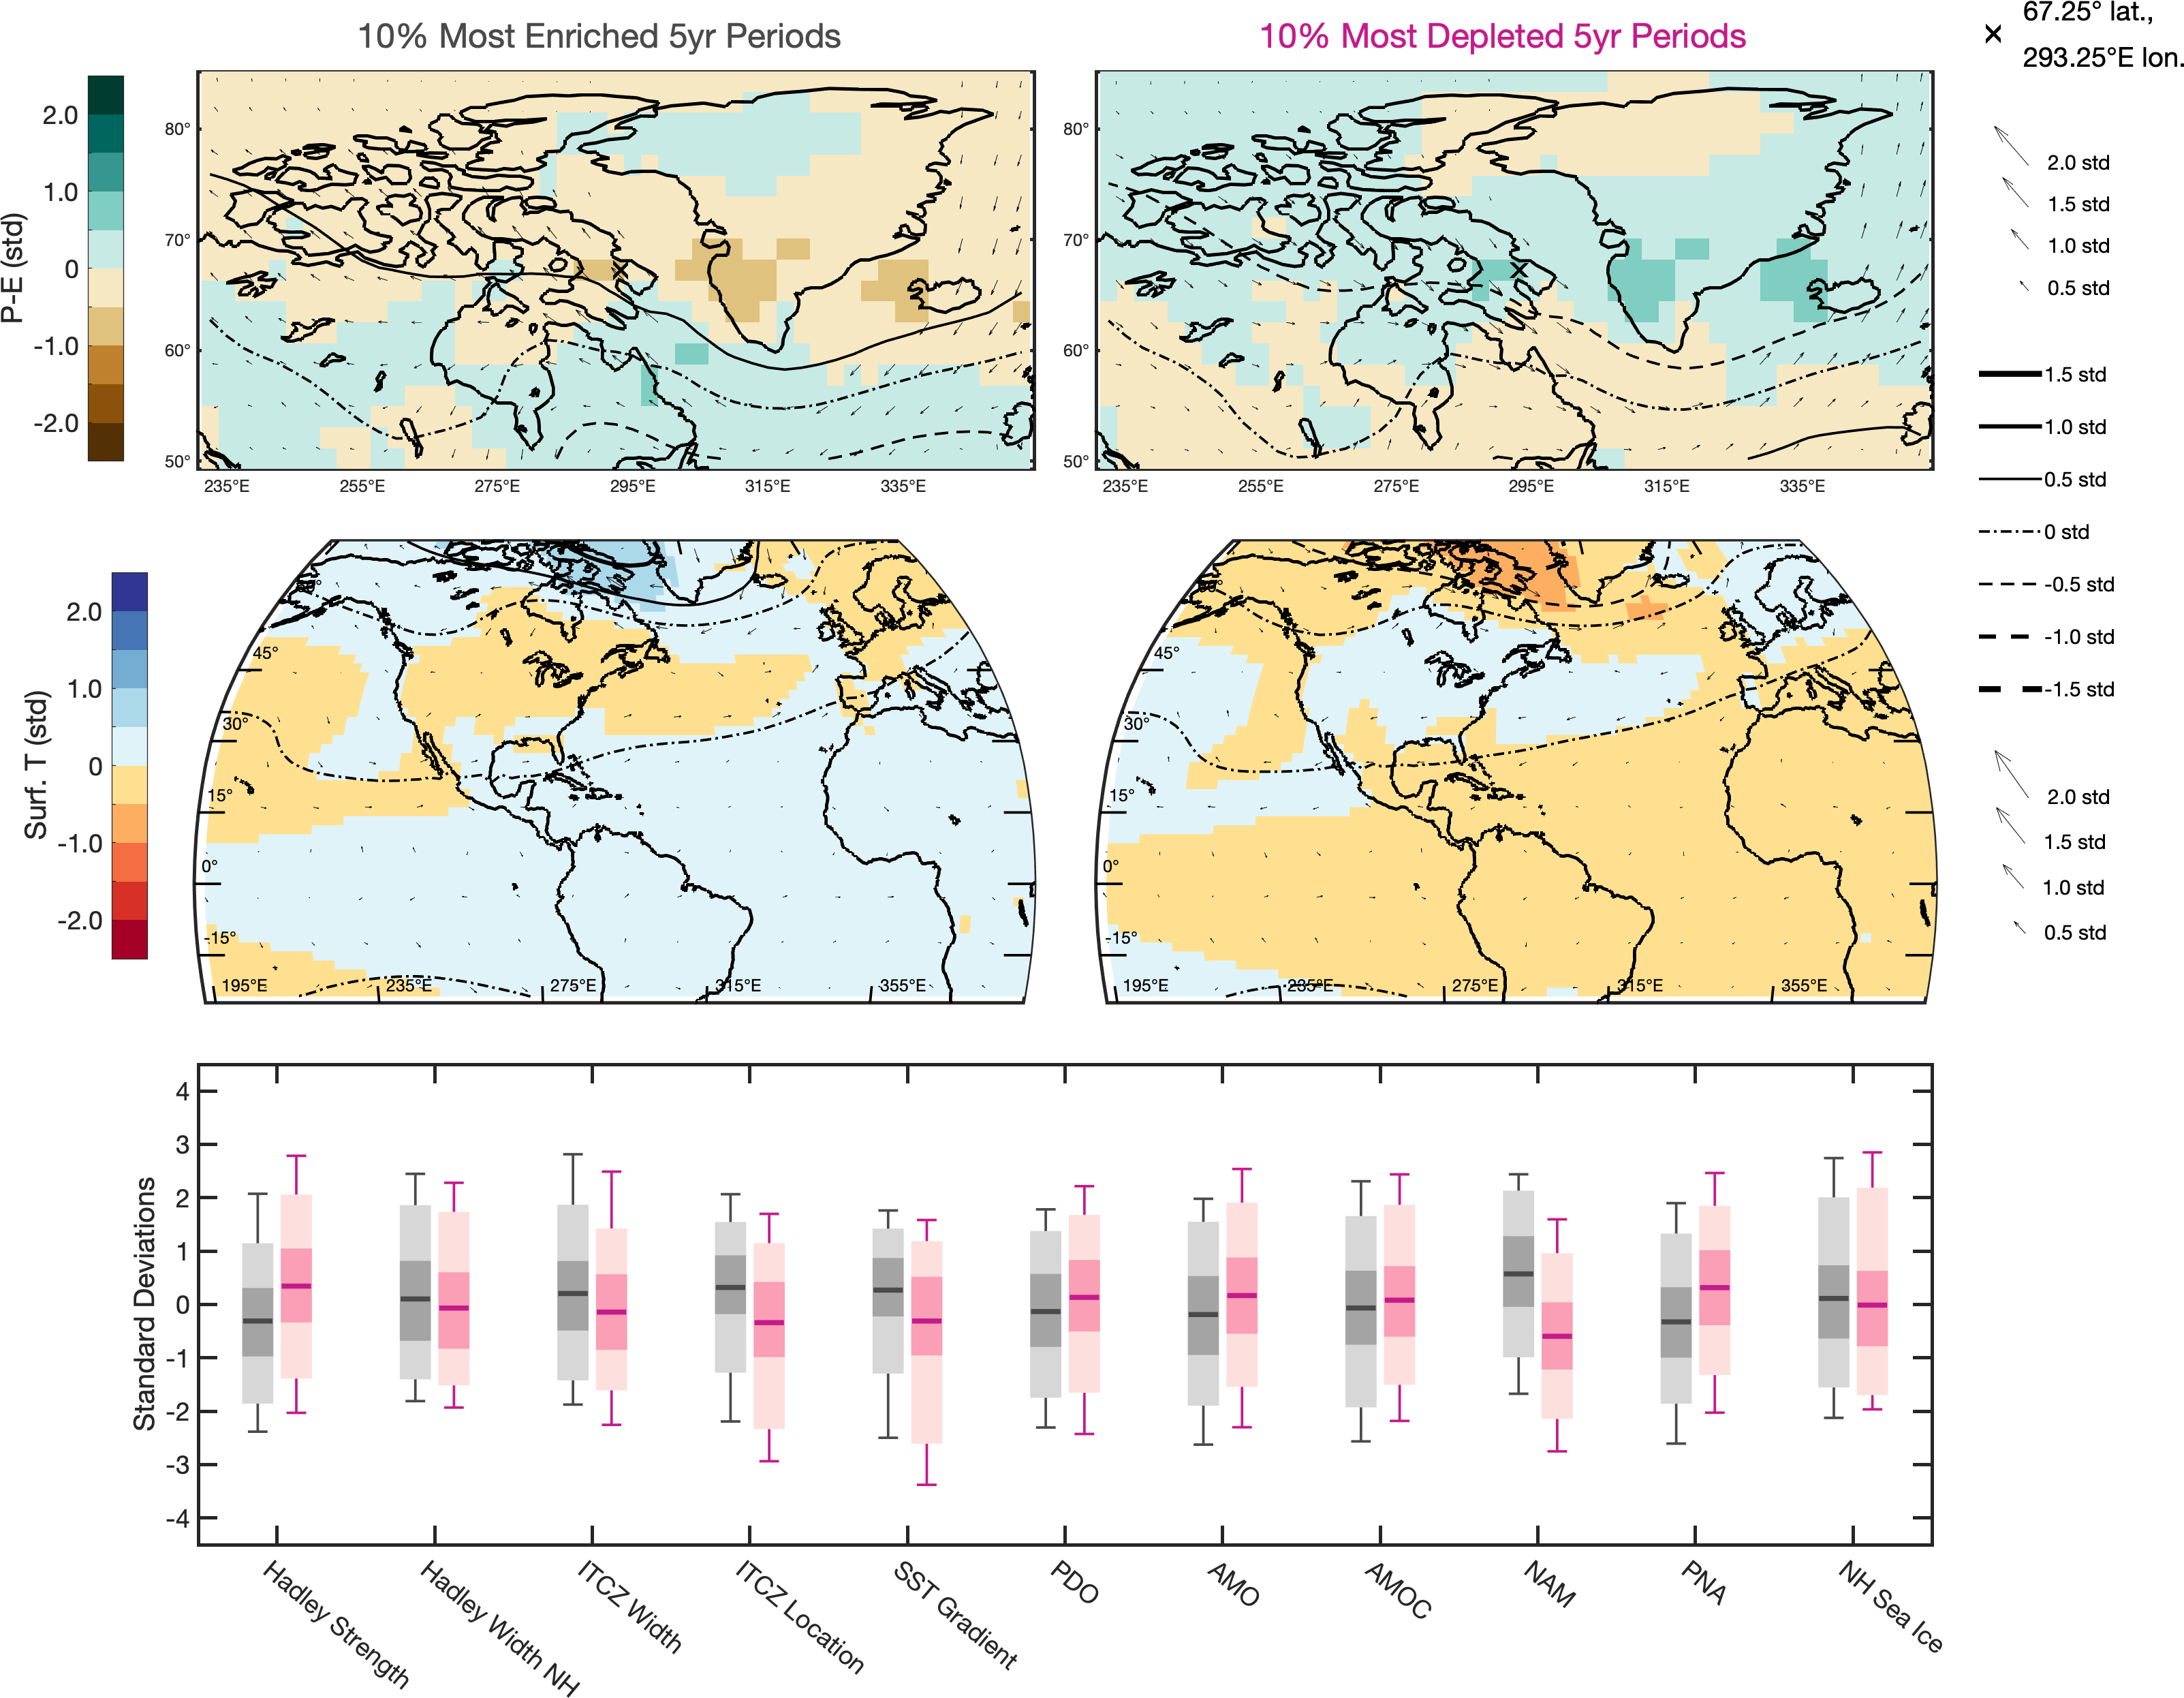 10% Most Enriched 5yr Periods
10% Most Depleted 5yr Periods
67.25° lat.,
293.25°E lon.
P-E (std)
2.0
1.0
0
-1.0
-2.0
80°
70°
60°
50°
235°E 255°E 275°E 295°E 315°E 335°E
80°
70°
60°
50°
235°E 255°E 275°E 295°E 315°E 335°E
2.0 std
1.5 std
1.0 std
0.5 std
1.5 std
1.0 std
0.5 std
0 std
-0.5 std
-1.0 std
-1.5 std
Surf. T (std)
2.0
1.0
0
-1.0
-2.0
45°
30°
15°
0°
-15°
195°E 235°E 275°E 315°E 355°E
45°
30°
15°
0°
-15°
195°E 235°E 275°E 315°E 355°E
2.0 std
1.5 std
1.0 std
0.5 std
Standard Deviations
4
3
2
1
0
-1
-2
-3
-4
Hadley Strength
Hadley Width NH
ITCZ Width
ITCZ Location
SST Gradient
PDO
AMO
AMOC
NAM
PNA
NH Sea Ice